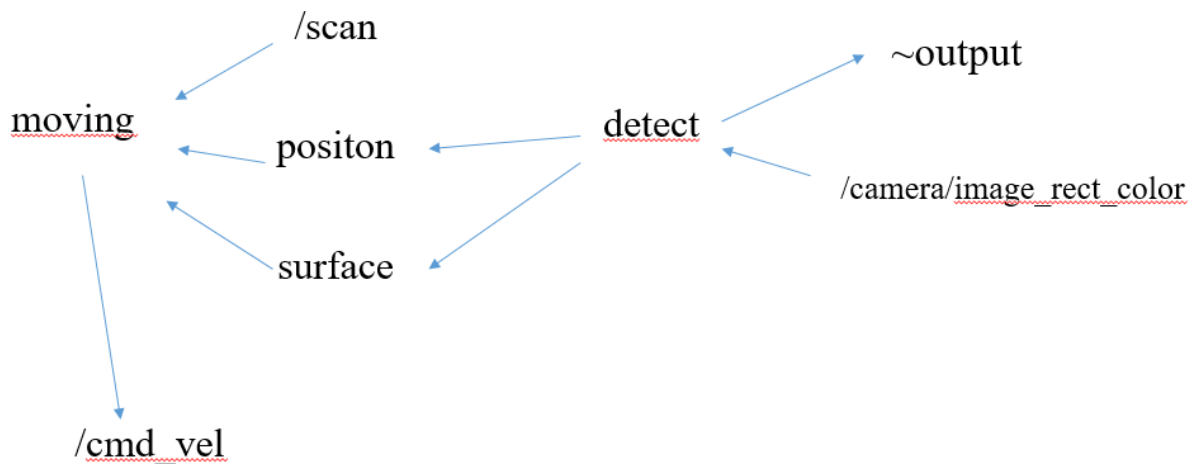 /scan
~output
moving
positon
detect
/camera/image_rect_color
surface
/cmd_vel